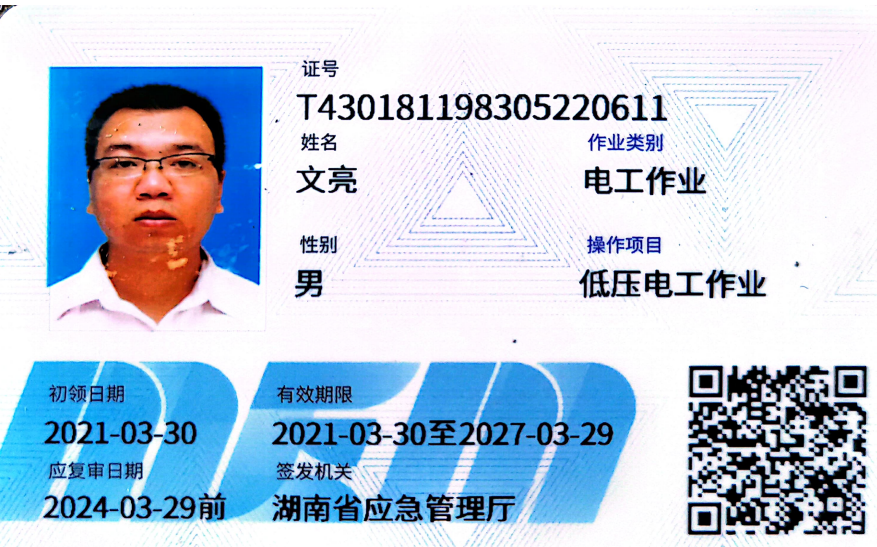 证号
T430181198305220611
姓名 作业类别
文亮 电工作业
性别 操作项目
男 低压电工作业
初领日期 有效期限
2021-03-30 2021-03-30至2027-03-29
应复审日期 签发机关
2024-03-29前 湖南省应急管理厅